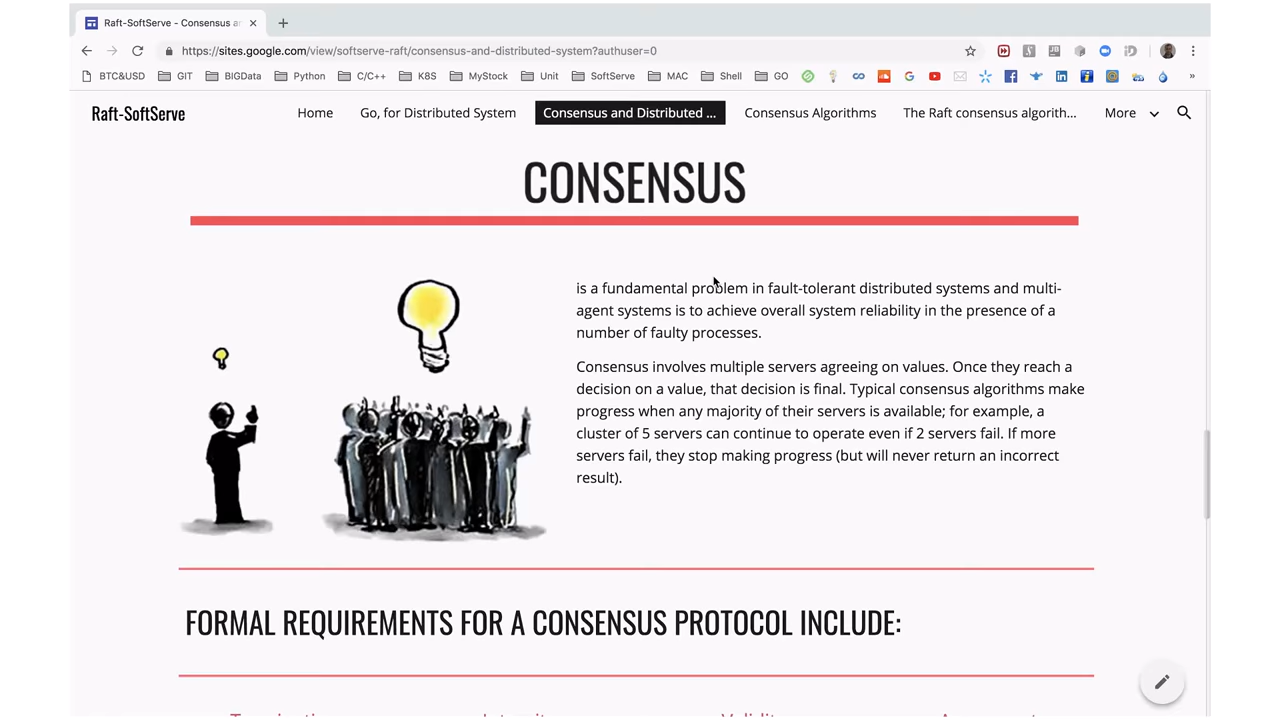 Raft-SoftServe - Consensus a
https://sites.google.com/view/softserve-raft/consensus-and-distributed-system?authuser=0
BTC&USD GIT BIGData Python C/C++ K8S MyStock Unit SoftServe MAC Shell GO
Raft-SoftServe Home Go, for Distributed System Consensus and Distributed ... Consensus Algorithms The Raft consensus algorith... More
CONSENSUS
is a fundamental problem in fault-tolerant distributed systems and multi-
agent systems is to achieve overall system reliability in the presence of a
number of faulty processes.
Consensus involves multiple servers agreeing on values. Once they reach a
decision on a value, that decision is final. Typical consensus algorithms make
progress when any majority of their servers is available; for example, a
cluster of 5 servers can continue to operate even if 2 servers fail. If more
servers fail, they stop making progress (but will never return an incorrect
result).
FORMAL REQUIREMENTS FOR A CONSENSUS PROTOCOL INCLUDE: